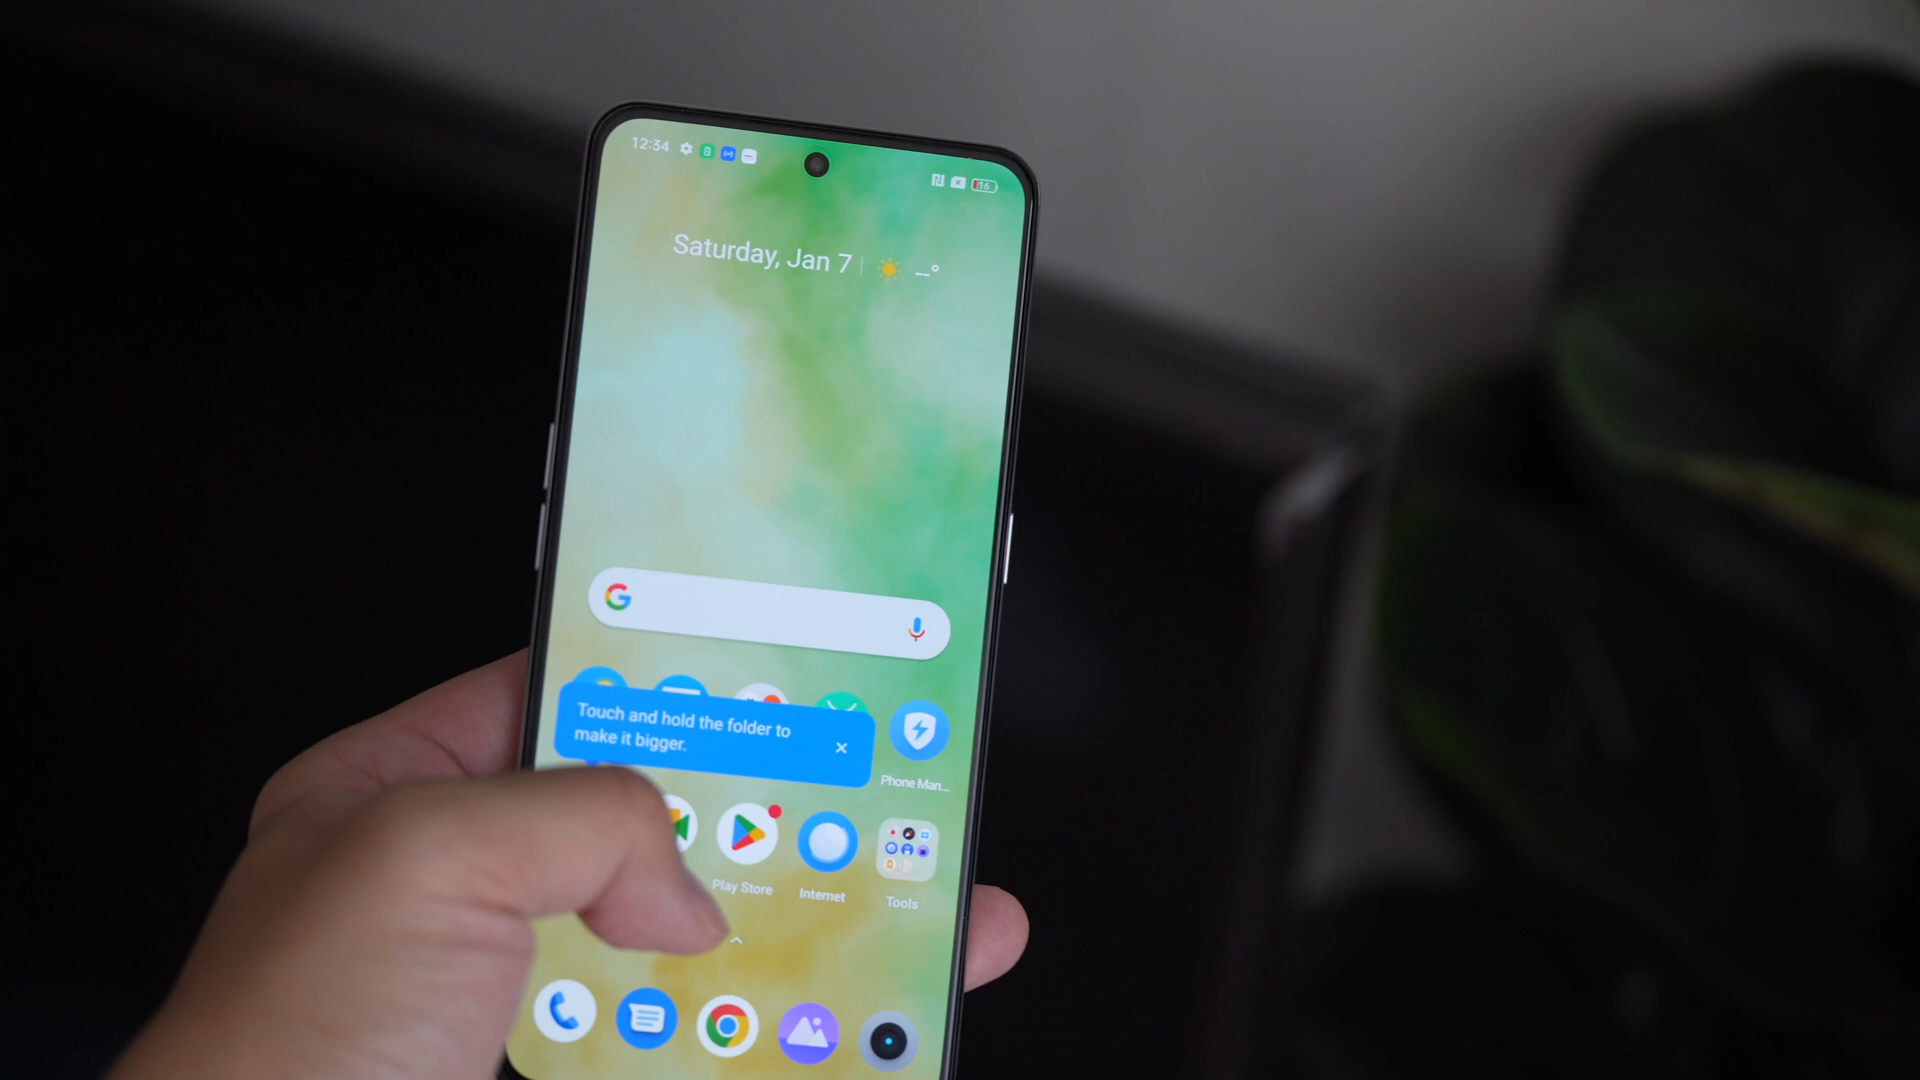 12:34
16
Saturday, Jan 7 | –°
Touch and hold the folder to
make it bigger.
Phone Man...
Play Store
Internet
Tools